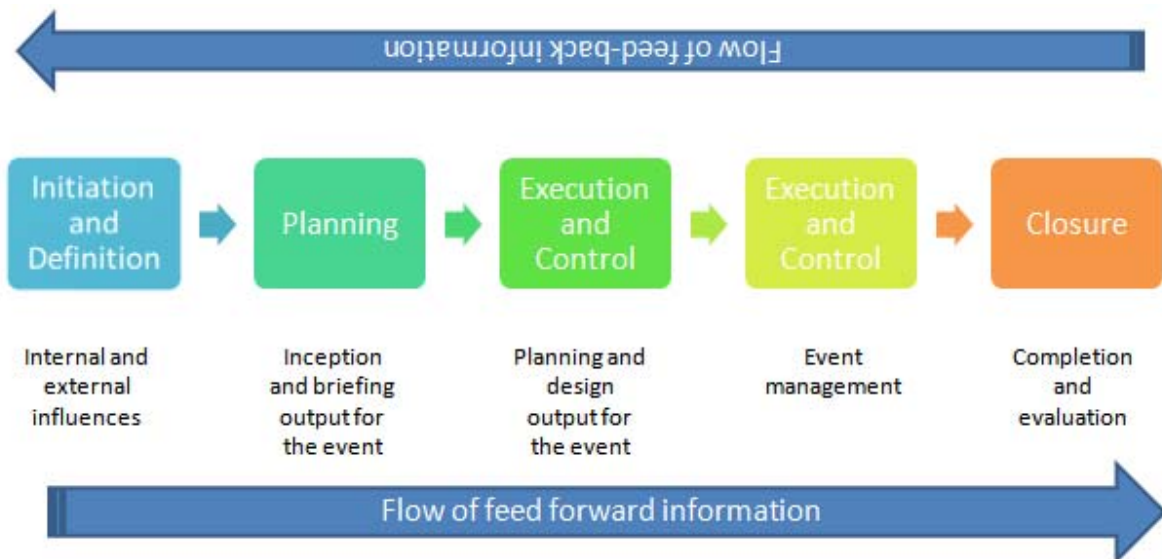 Flow of feed-back information
Initiation
and
Definition
Planning
Execution
and
Control
Execution
and
Control
Closure
Internal and
external
influences
Inception
and briefing
output for
the event
Planning and
design
output for
the event
Event
management
Completion
and
evaluation
Flow of feed forward information